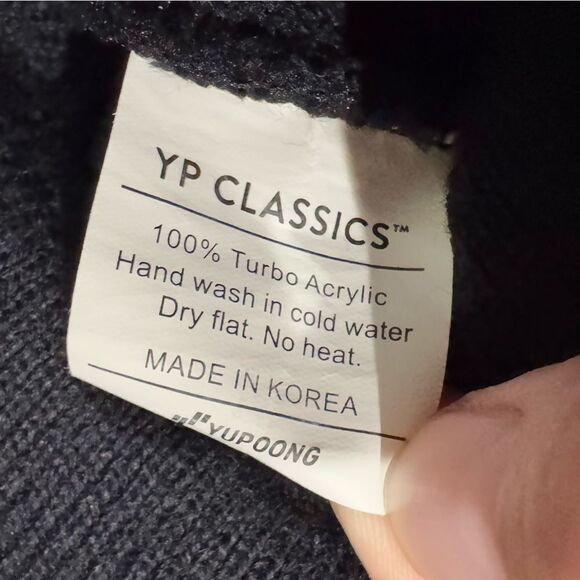 YP CLASSICS™
100% Turbo Acrylic
Hand wash in cold water
Dry flat. No heat.
MADE IN KOREA
YUPOONG